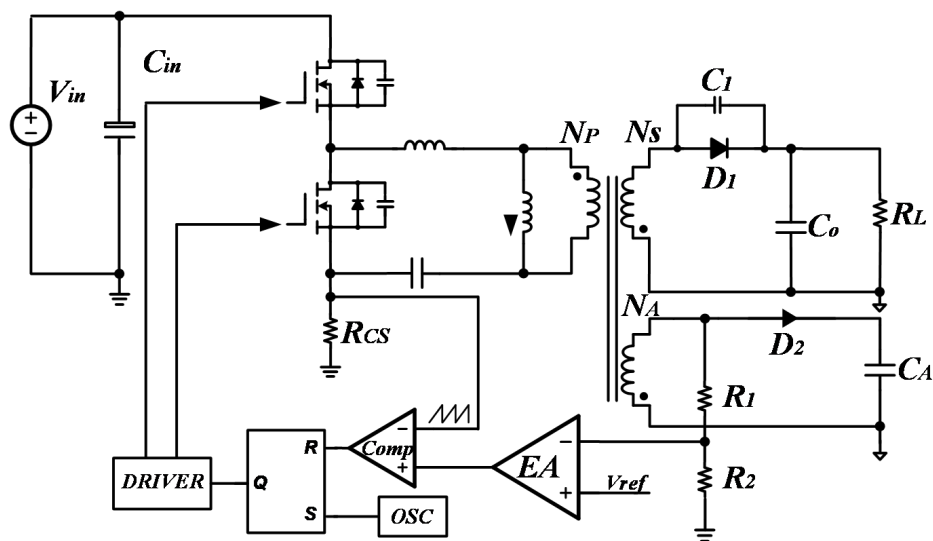 Vin
Cin
NP
NS
C1
D1
Co
RL
RCS
NA
D2
CA
R1
R2
EA
Vref
Comp
DRIVER
Q
R
S
OSC